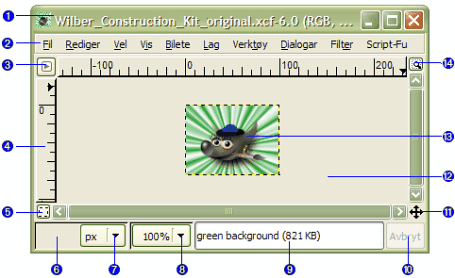 1 Wilber_Construction_Kit_original.xcf-6.0 (RGB, ...
2 Fil Rediger Vel Vis Bilete Lag Verktøy Dialogar Filter Script-Fu
3 -100 0 100 200 14
0
4 13
12
5 11
px 100% green background (821 KB) Avbryt
6 7 8 9 10